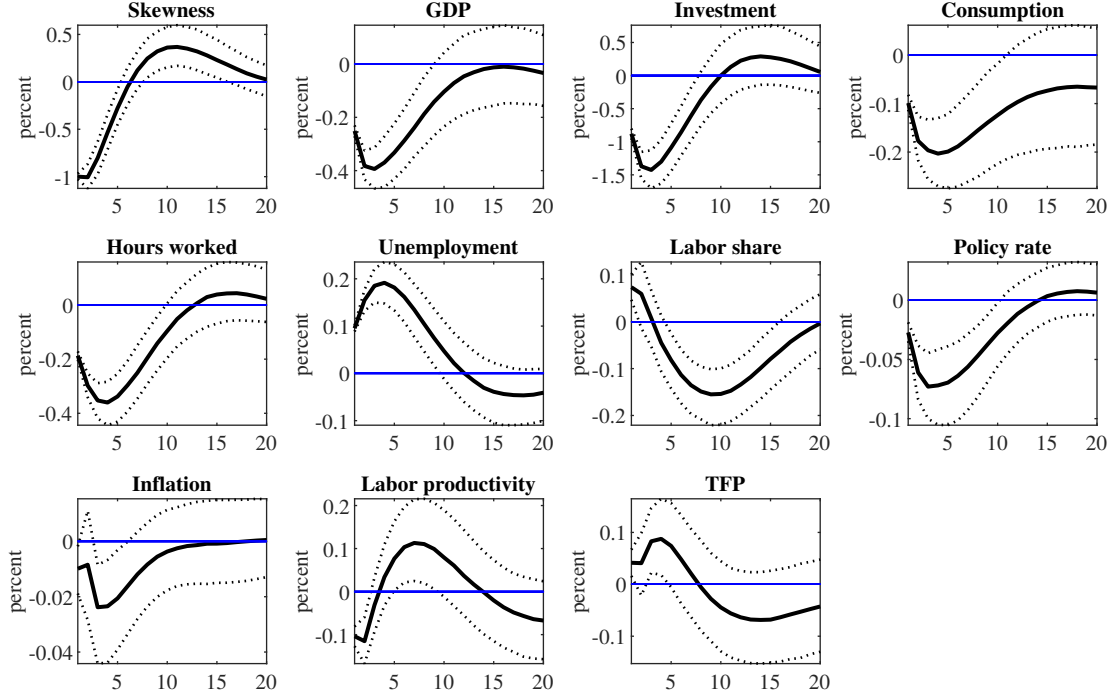 Skewness
percent
0.5
0
-0.5
-1
5 10 15 20
GDP
percent
0
-0.2
-0.4
5 10 15 20
Investment
percent
0.5
0
-0.5
-1
-1.5
5 10 15 20
Consumption
percent
0
-0.1
-0.2
5 10 15 20
Hours worked
percent
0
-0.2
-0.4
5 10 15 20
Unemployment
percent
0.2
0.1
0
-0.1
5 10 15 20
Labor share
percent
0.1
0
-0.1
-0.2
5 10 15 20
Policy rate
percent
0
-0.05
-0.1
5 10 15 20
Inflation
percent
0
-0.02
-0.04
5 10 15 20
Labor productivity
percent
0.2
0.1
0
-0.1
5 10 15 20
TFP
percent
0.1
0
-0.1
5 10 15 20